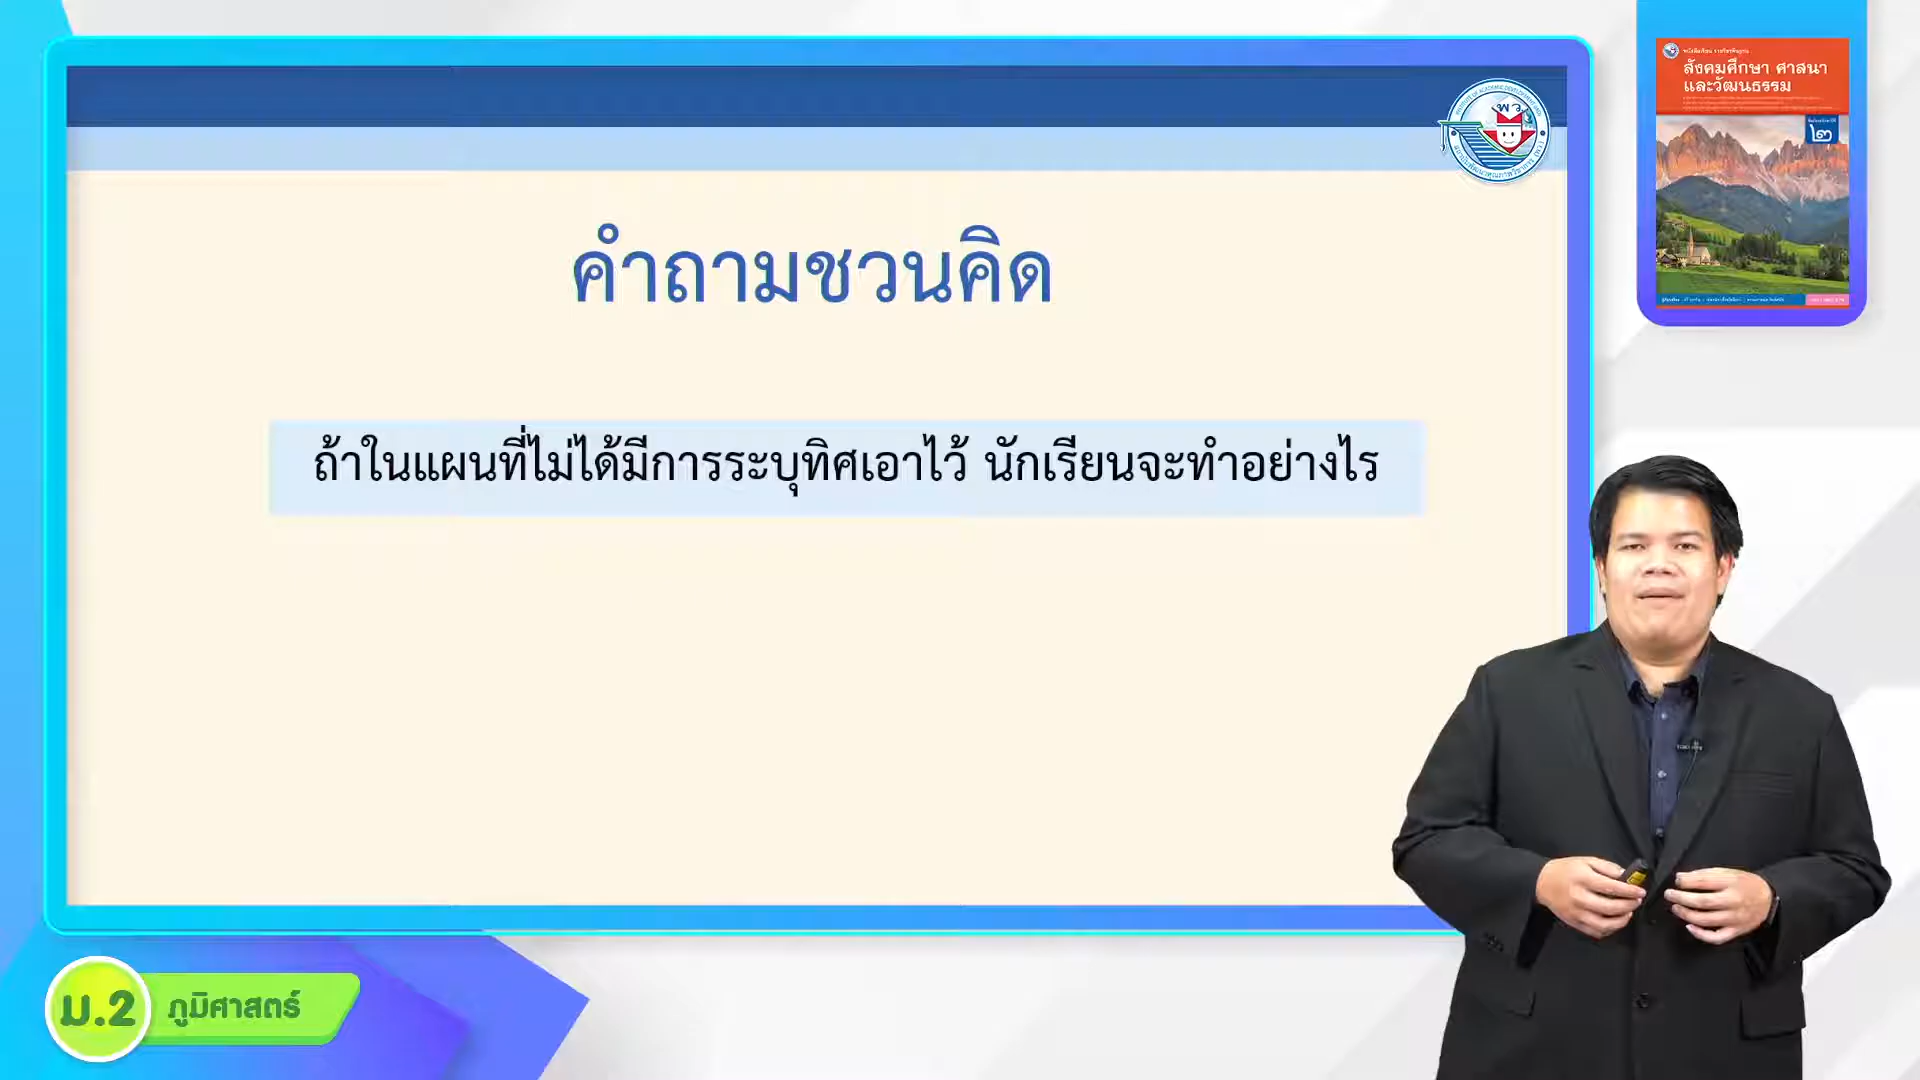 คำถามชวนคิด
ถ้าในแผนที่ไม่ได้มีการระบุทิศเอาไว้ นักเรียนจะทำอย่างไร
สังคมศึกษา ศาสนา
และวัฒนธรรม
๒
พว
ม.2
ภูมิศาสตร์